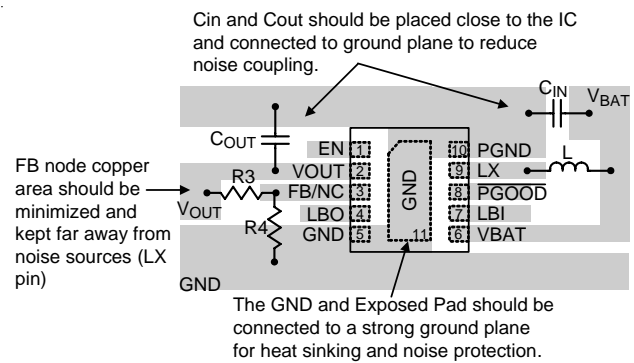 Cin and Cout should be placed close to the IC
and connected to ground plane to reduce
noise coupling.
CIN
VBAT
COUT
L
EN 1
10 PGND
VOUT 2
9 LX
FB/NC 3
8 PGOOD
LBO 4
7 LBI
GND 5
6 VBAT
GND
11
R3
R4
VOUT
FB node copper
area should be
minimized and
kept far away from
noise sources (LX
pin)
GND
The GND and Exposed Pad should be
connected to a strong ground plane
for heat sinking and noise protection.